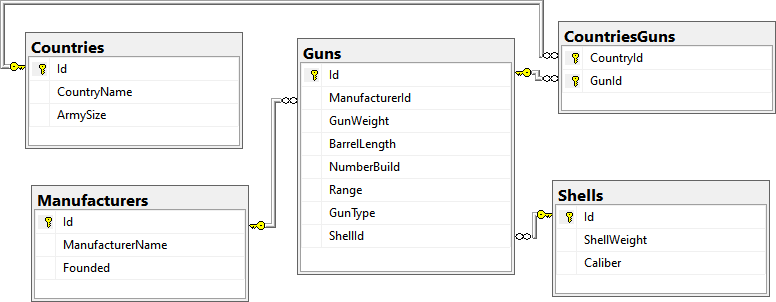 Countries
Id
CountryName
ArmySize
Manufacturers
Id
ManufacturerName
Founded
Guns
Id
ManufacturerId
GunWeight
BarrelLength
NumberBuild
Range
GunType
ShellId
CountriesGuns
CountryId
GunId
Shells
Id
ShellWeight
Caliber